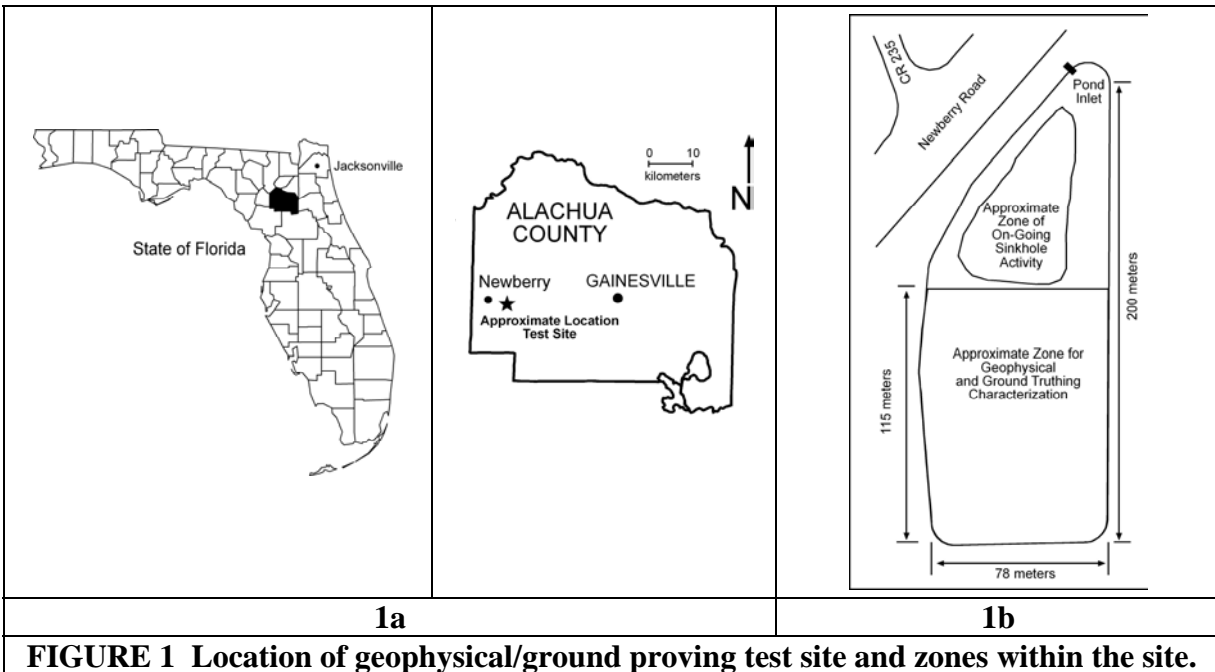 Jacksonville
State of Florida
0 10
kilometers
N
ALACHUA
COUNTY
Newberry
GAINESVILLE
Approximate Location
Test Site
CR 235
Newberry Road
Pond
Inlet
Approximate
Zone of
On-Going
Sinkhole
Activity
200 meters
115 meters
Approximate Zone for
Geophysical
and Ground Truthing
Characterization
78 meters
1a
1b
FIGURE 1 Location of geophysical/ground proving test site and zones within the site.